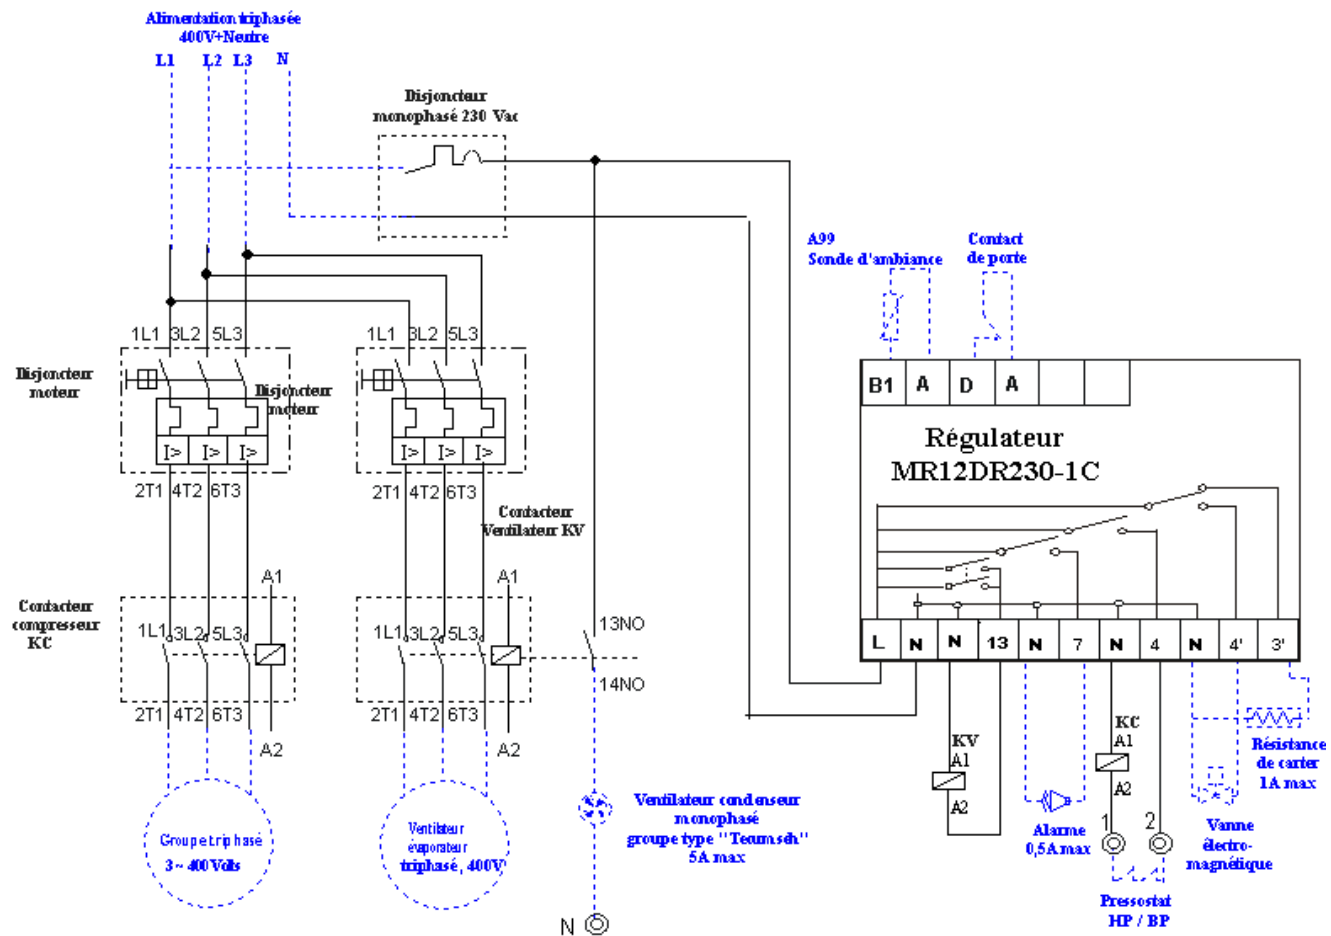 Alimentation triphasée
400V+Neutre
L1 L2 L3 N
Disjoncteur
monophasé 230 Vac
A99
Sonde d'ambiance
Contact
de porte
1L1 3L2 5L3
1L1 3L2 5L3
Disjoncteur
moteur
Disjoncteur
moteur
I> I> I>
I> I> I>
2T1 4T2 6T3
2T1 4T2 6T3
B1 A D A
Régulateur
MR12DR230-1C
Contacteur
Ventilateur KV
Contacteur
compresseur
KC
A1
1L1 3L2 5L3
2T1 4T2 6T3
A2
A1
1L1 3L2 5L3
2T1 4T2 6T3
A2
13NO
14NO
L N N 13 N 7 N 4 N 4' 3'
KV
A1
A2
KC
A1
A2
1 2
Résistance
de carter
1A max
Alarme
0,5A max
Vanne
électro-
magnétique
Pressostat
HP / BP
Groupe triphasé
3 ~ 400 Volts
Ventilateur
évaporateur
triphasé, 400V
Ventilateur condenseur
monophasé
groupe type "Tecumseh"
5A max
N